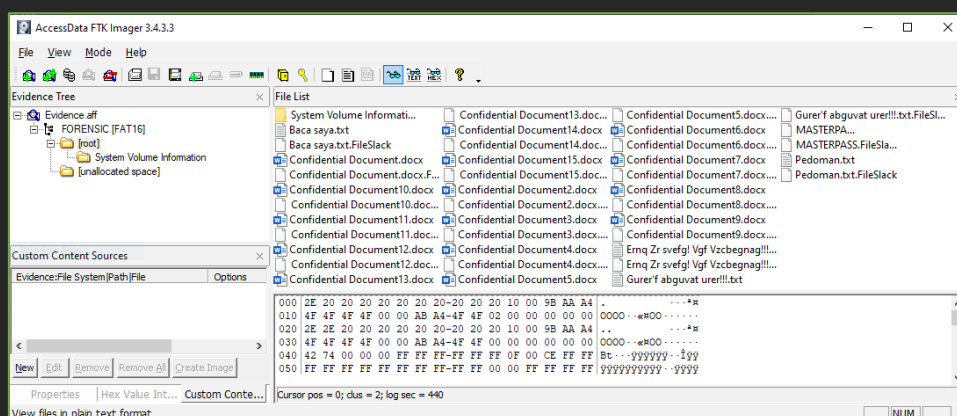 AccessData FTK Imager 3.4.3.3
File View Mode Help
Evidence Tree
Evidence.aff
FORENSIC [FAT16]
[root]
System Volume Information
[unallocated space]
Custom Content Sources
Evidence:File System|Path|File Options
New Edit Remove Remove All Create Image
Properties Hex Value Int... Custom Conte...
File List
System Volume Informati...
Baca saya.txt
Baca saya.txt.FileSlack
Confidential Document.docx
Confidential Document.docx.F...
Confidential Document10.docx
Confidential Document10.doc...
Confidential Document11.docx
Confidential Document11.doc...
Confidential Document12.docx
Confidential Document12.doc...
Confidential Document13.docx
Confidential Document13.doc...
Confidential Document14.docx
Confidential Document14.doc...
Confidential Document15.docx
Confidential Document15.doc...
Confidential Document2.docx
Confidential Document2.docx....
Confidential Document3.docx
Confidential Document3.docx....
Confidential Document4.docx
Confidential Document4.docx....
Confidential Document5.docx
Confidential Document5.docx....
Confidential Document6.docx
Confidential Document6.docx....
Confidential Document7.docx
Confidential Document7.docx....
Confidential Document8.docx
Confidential Document8.docx....
Confidential Document9.docx
Confidential Document9.docx....
Ernq Zr svefg! Vgf Vzcbegnag!!!...
Ernq Zr svefg! Vgf Vzcbegnag!!!...
Gurer'f abguvat urer!!!.txt
Gurer'f abguvat urer!!!.txt.FileSl...
MASTERPA...
MASTERPASS.FileSla...
Pedoman.txt
Pedoman.txt.FileSlack
000 2E 20 20 20 20 20 20 20-20 20 20 10 00 9B AA A4 . ···ª¤
010 4F 4F 4F 4F 00 00 AB A4-4F 4F 02 00 00 00 00 00 OOOO··«¤OO······
020 2E 2E 20 20 20 20 20 20-20 20 20 10 00 9B AA A4 .. ···ª¤
030 4F 4F 4F 4F 00 00 AB A4-4F 4F 00 00 00 00 00 00 OOOO··«¤OO······
040 42 74 00 00 00 FF FF FF-FF FF FF 0F 00 CE FF FF Bt···ÿÿÿÿÿÿ··Îÿÿ
050 FF FF FF FF FF FF FF FF-FF FF 00 00 FF FF FF FF ÿÿÿÿÿÿÿÿÿÿ··ÿÿÿÿ
Cursor pos = 0; clus = 2; log sec = 440
View files in plain text format
NUM